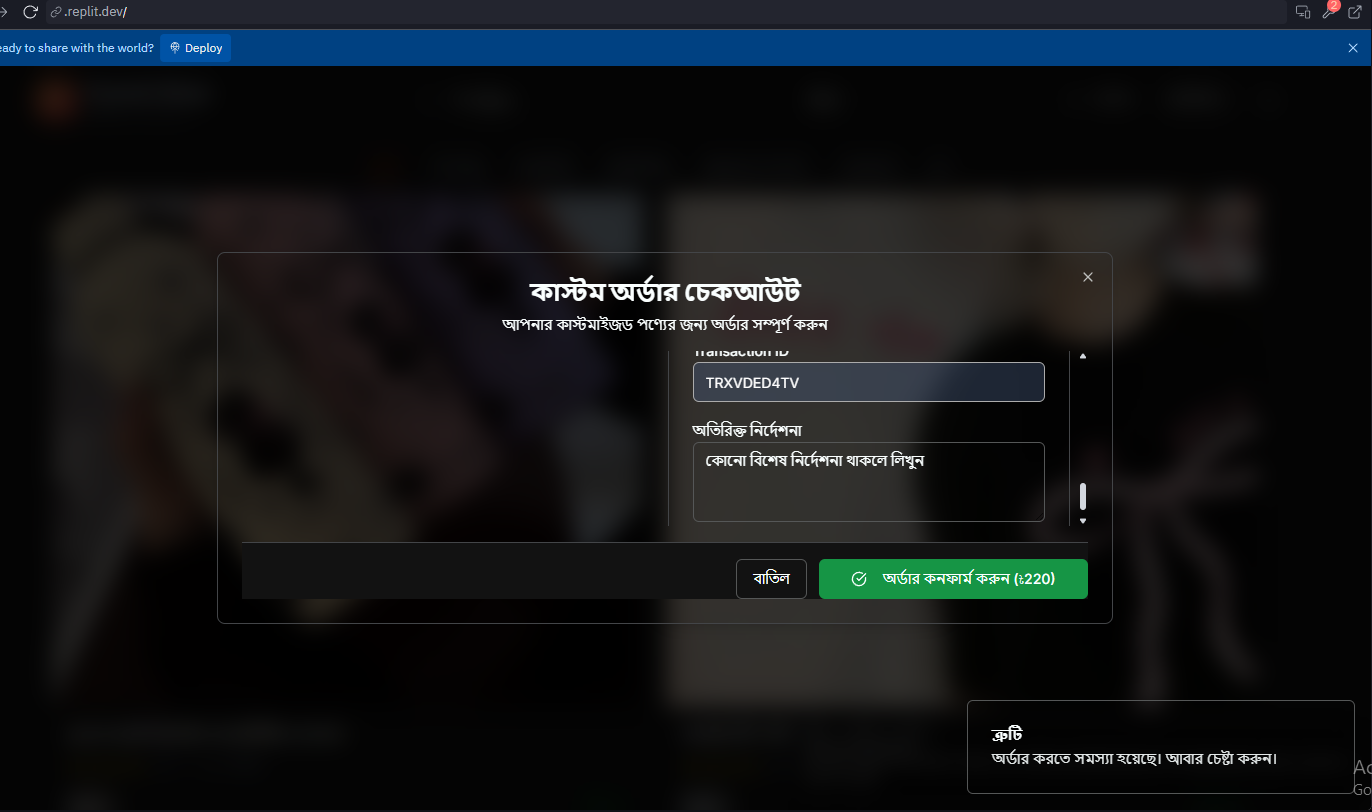 .replit.dev/
2
eady to share with the world?
Deploy
কাস্টম অর্ডার চেকআউট
আপনার কাস্টমাইজড পণ্যের জন্য অর্ডার সম্পূর্ণ করুন
Transaction ID
TRXVDED4TV
অতিরিক্ত নির্দেশনা
কোনো বিশেষ নির্দেশনা থাকলে লিখুন
বাতিল
অর্ডার কনফার্ম করুন (৳220)
ত্রুটি
অর্ডার করতে সমস্যা হয়েছে। আবার চেষ্টা করুন।
Ac
Go